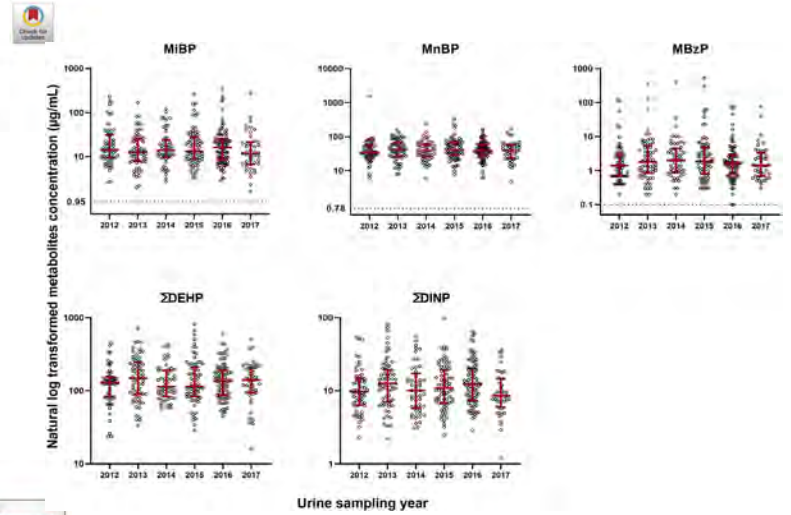 Check for
updates
MiBP
MnBP
MBzP
Natural log transformed metabolites concentration (µg/mL)
1000
100
10
0.95
2012 2013 2014 2015 2016 2017
10000
1000
100
10
0.78
2012 2013 2014 2015 2016 2017
1000
100
10
1
0.1
2012 2013 2014 2015 2016 2017
ΣDEHP
ΣDINP
1000
100
10
2012 2013 2014 2015 2016 2017
100
10
1
2012 2013 2014 2015 2016 2017
Urine sampling year